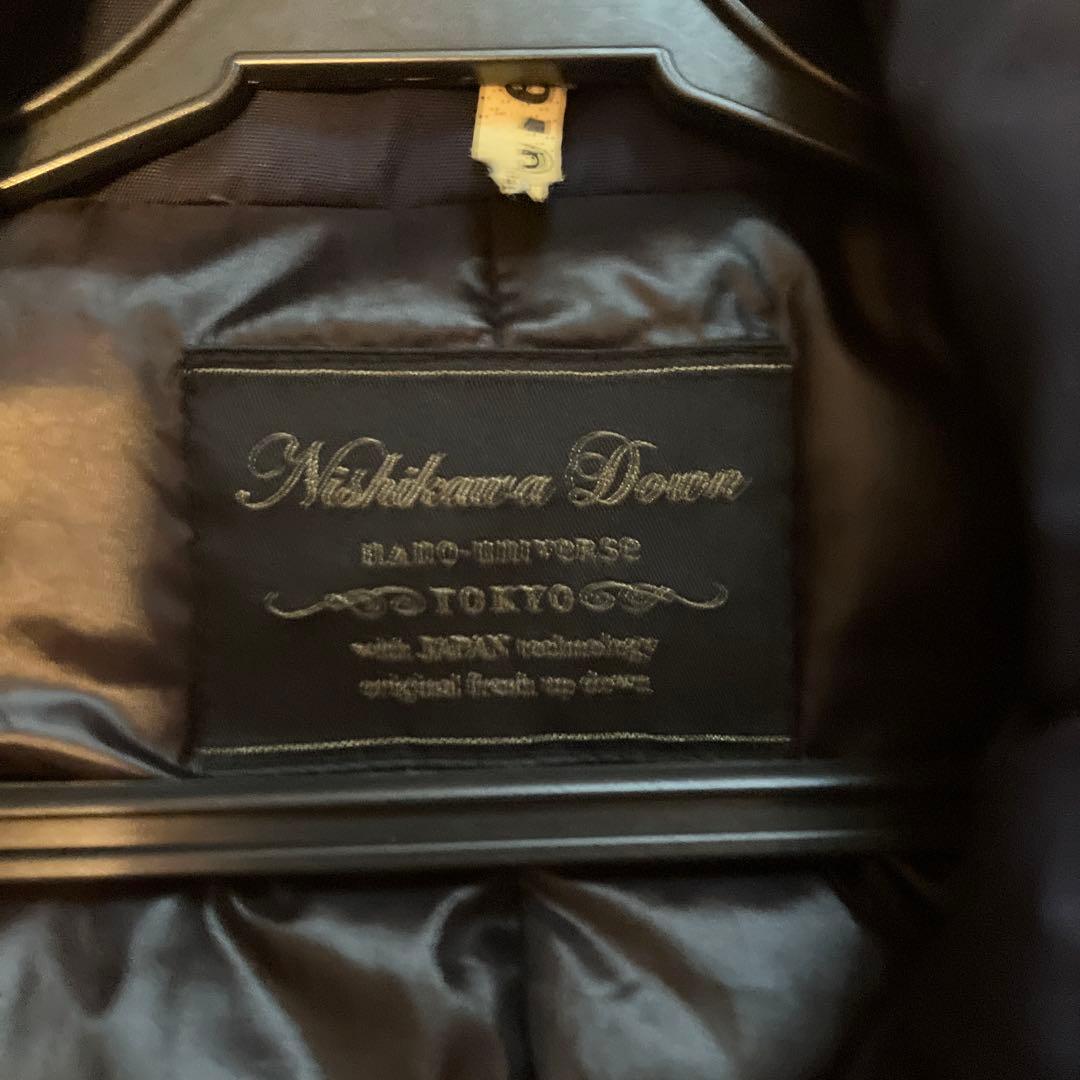 Nishikawa Down
nano-universe
TOKYO
with JAPAN technology
original fresh up down